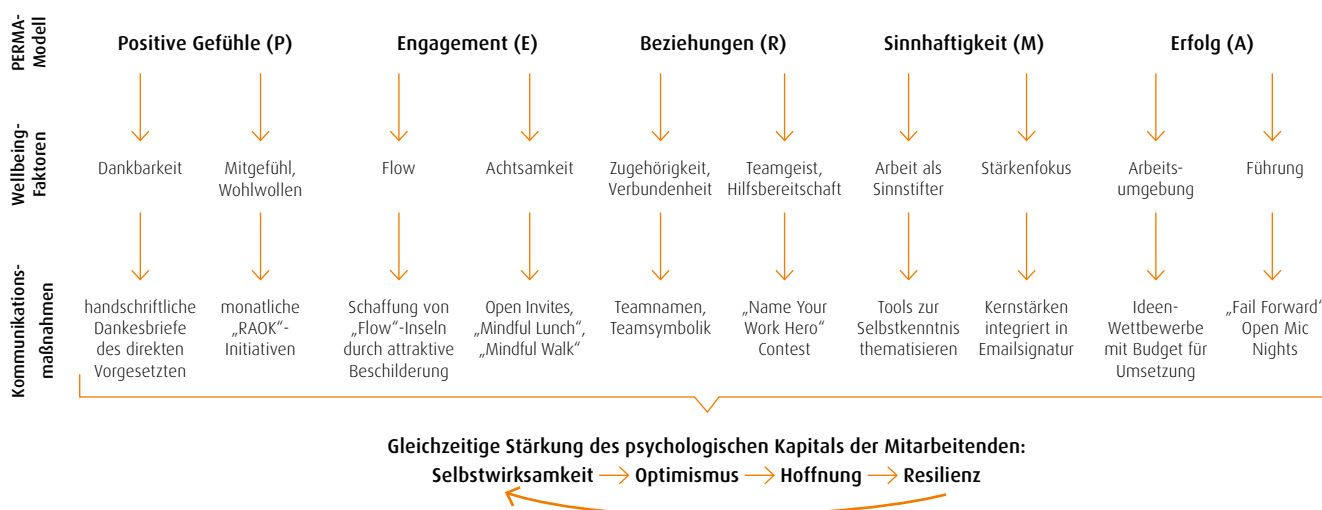 PERMA-
Modell
Positive Gefühle (P)
Engagement (E)
Beziehungen (R)
Sinnhaftigkeit (M)
Erfolg (A)
Wellbeing-
Faktoren
Dankbarkeit
Mitgefühl,
Wohlwollen
Flow
Achtsamkeit
Zugehörigkeit,
Verbundenheit
Teamgeist,
Hilfsbereitschaft
Arbeit als
Sinnstifter
Stärkenfokus
Arbeits-
umgebung
Führung
Kommunikations-
maßnahmen
handschriftliche
Dankesbriefe
des direkten
Vorgesetzten
monatliche
„RAOK“-
Initiativen
Schaffung von
„Flow“-Inseln
durch attraktive
Beschilderung
Open Invites,
„Mindful Lunch“,
„Mindful Walk“
Teamnamen,
Teamsymbolik
„Name Your
Work Hero“
Contest
Tools zur
Selbstkenntnis
thematisieren
Kernstärken
integriert in
Emailsignatur
Ideen-
Wettbewerbe
mit Budget für
Umsetzung
„Fail Forward“
Open Mic
Nights
Gleichzeitige Stärkung des psychologischen Kapitals der Mitarbeitenden:
Selbstwirksamkeit → Optimismus → Hoffnung → Resilienz